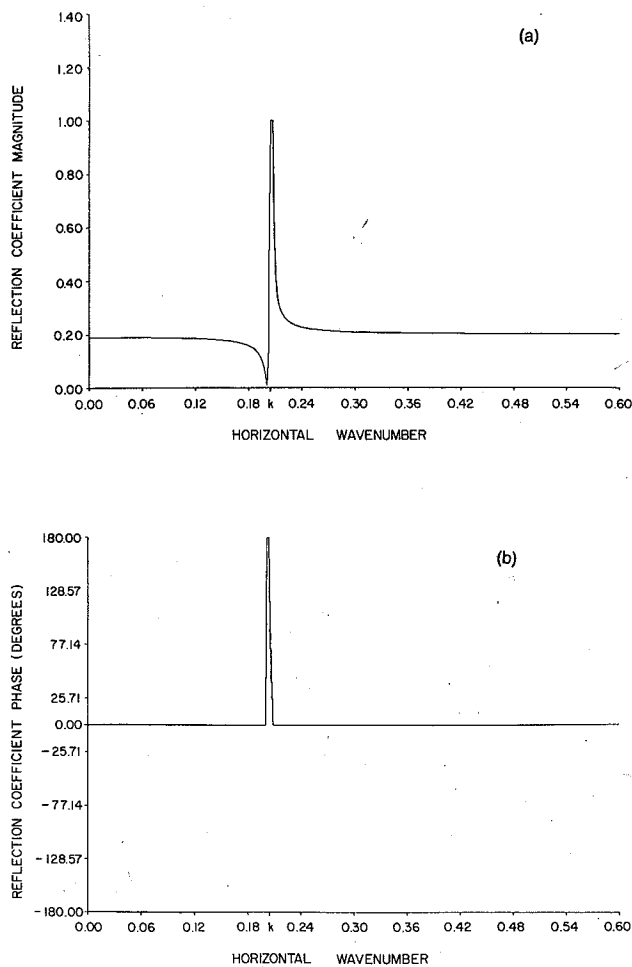 (a)
1.40
1.20
1.00
0.80
0.60
0.40
0.20
0.00
REFLECTION COEFFICIENT MAGNITUDE
0.00 0.06 0.12 0.18 k 0.24 0.30 0.36 0.42 0.48 0.54 0.60
HORIZONTAL WAVENUMBER
(b)
180.00
128.57
77.14
25.71
0.00
-25.71
-77.14
-128.57
-180.00
REFLECTION COEFFICIENT PHASE (DEGREES)
0.00 0.06 0.12 0.18 k 0.24 0.30 0.36 0.42 0.48 0.54 0.60
HORIZONTAL WAVENUMBER